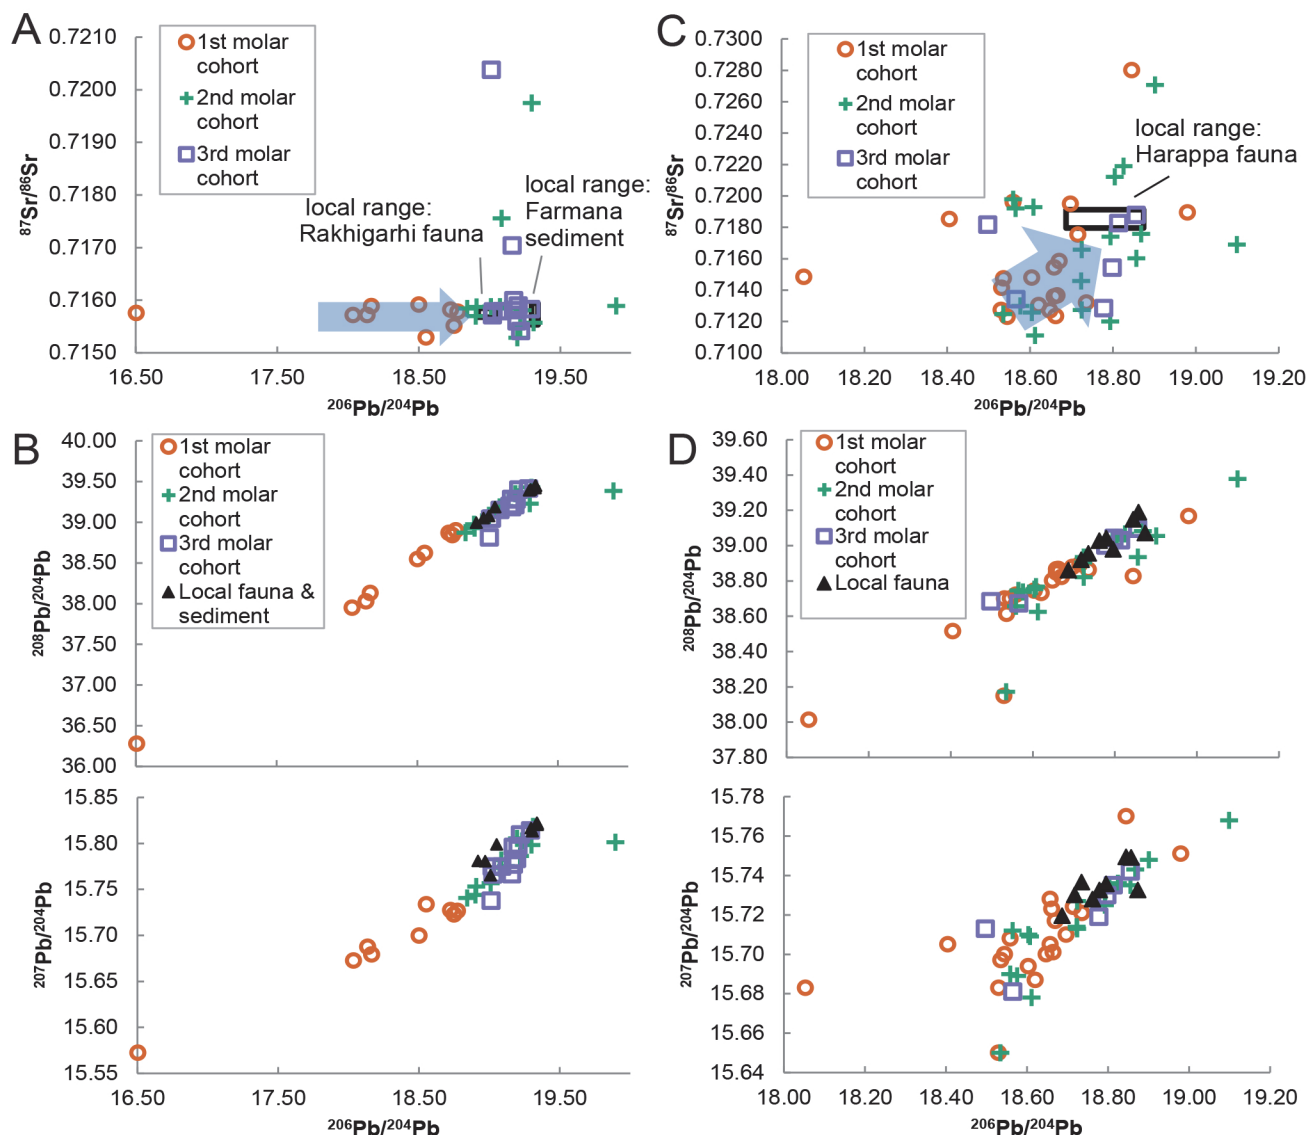 A
0.7210
0.7200
0.7190
0.7180
0.7170
0.7160
0.7150
⁸⁷Sr/⁸⁶Sr
1st molar
cohort
2nd molar
cohort
3rd molar
cohort
local range:
Rakhigarhi fauna
local range:
Farmana
sediment
16.50
17.50
18.50
19.50
²⁰⁶Pb/²⁰⁴Pb
C
0.7300
0.7280
0.7260
0.7240
0.7220
0.7200
0.7180
0.7160
0.7140
0.7120
0.7100
⁸⁷Sr/⁸⁶Sr
1st molar
cohort
2nd molar
cohort
3rd molar
cohort
local range:
Harappa fauna
18.00
18.20
18.40
18.60
18.80
19.00
19.20
²⁰⁶Pb/²⁰⁴Pb
B
40.00
39.50
39.00
38.50
38.00
37.50
37.00
36.50
36.00
²⁰⁸Pb/²⁰⁴Pb
1st molar
cohort
2nd molar
cohort
3rd molar
cohort
Local fauna &
sediment
15.85
15.80
15.75
15.70
15.65
15.60
15.55
²⁰⁷Pb/²⁰⁴Pb
16.50
17.50
18.50
19.50
²⁰⁶Pb/²⁰⁴Pb
D
39.60
39.40
39.20
39.00
38.80
38.60
38.40
38.20
38.00
37.80
²⁰⁸Pb/²⁰⁴Pb
1st molar
cohort
2nd molar
cohort
3rd molar
cohort
Local fauna
15.78
15.76
15.74
15.72
15.70
15.68
15.66
15.64
²⁰⁷Pb/²⁰⁴Pb
18.00
18.20
18.40
18.60
18.80
19.00
19.20
²⁰⁶Pb/²⁰⁴Pb